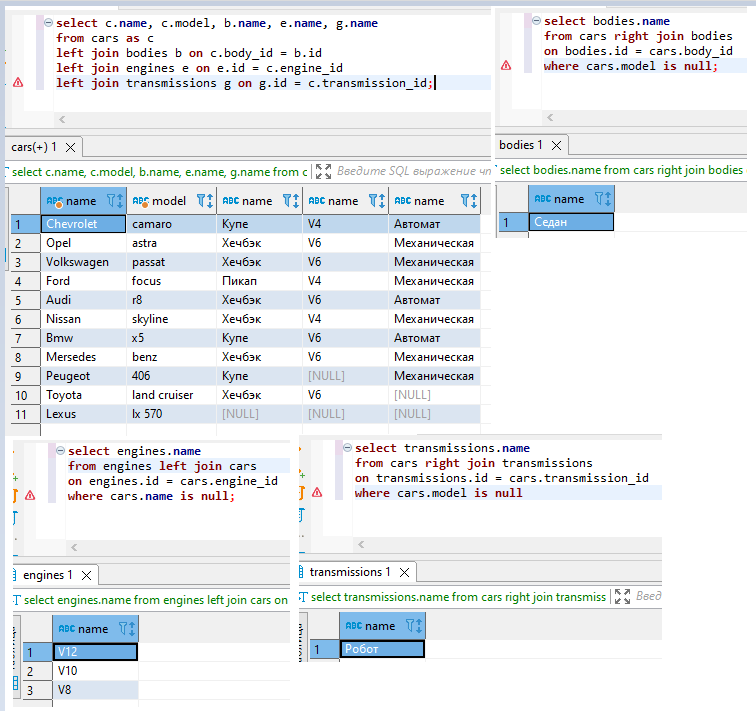 select c.name, c.model, b.name, e.name, g.name
from cars as c
left join bodies b on c.body_id = b.id
left join engines e on e.id = c.engine_id
left join transmissions g on g.id = c.transmission_id;
cars(+) 1
select c.name, c.model, b.name, e.name, g.name from c Введите SQL выражение чт
name model name name name
1 Chevrolet camaro Купе V4 Автомат
2 Opel astra Хечбэк V6 Механическая
3 Volkswagen passat Хечбэк V6 Механическая
4 Ford focus Пикап V4 Механическая
5 Audi r8 Хечбэк V6 Автомат
6 Nissan skyline Хечбэк V4 Механическая
7 Bmw x5 Купе V6 Автомат
8 Mersedes benz Хечбэк V6 Механическая
9 Peugeot 406 Купе [NULL] Механическая
10 Toyota land cruiser Хечбэк V6 [NULL]
11 Lexus lx 570 [NULL] [NULL] [NULL]
select bodies.name
from cars right join bodies
on bodies.id = cars.body_id
where cars.model is null;
bodies 1
select bodies.name from cars right join bodies
name
1 Седан
select engines.name
from engines left join cars
on engines.id = cars.engine_id
where cars.name is null;
engines 1
select engines.name from engines left join cars on
name
1 V12
2 V10
3 V8
select transmissions.name
from cars right join transmissions
on transmissions.id = cars.transmission_id
where cars.model is null
transmissions 1
select transmissions.name from cars right join transmiss Введ
name
1 Робот